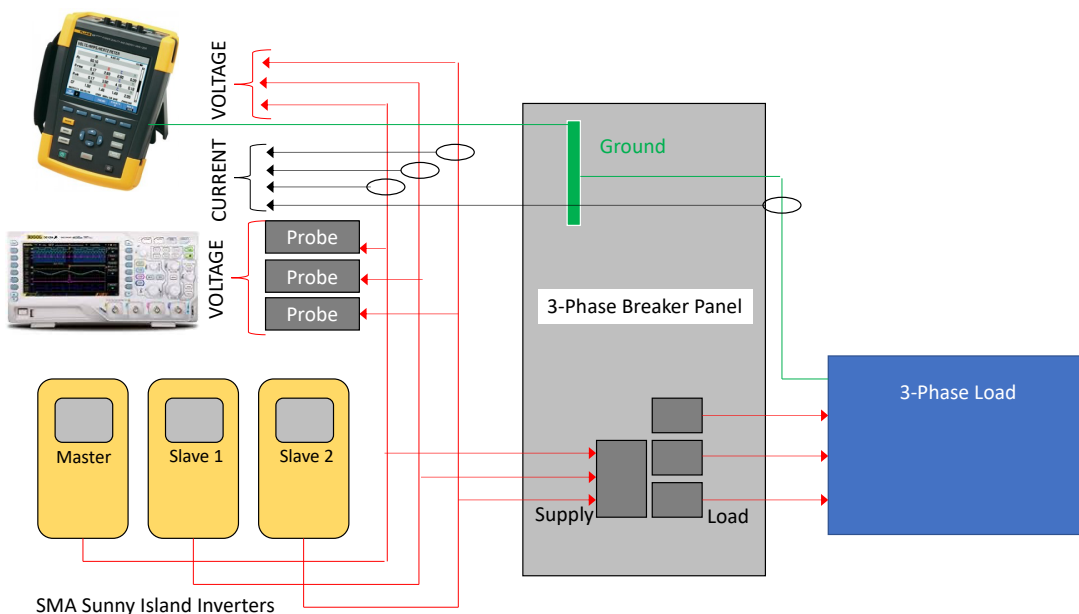 VOLTAGE
CURRENT
VOLTAGE
Probe
Probe
Probe
Ground
3-Phase Breaker Panel
3-Phase Load
Master
Slave 1
Slave 2
Supply
Load
SMA Sunny Island Inverters